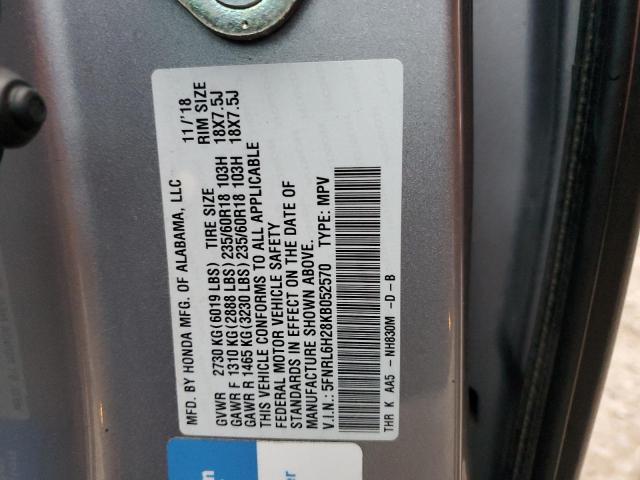 MFD. BY HONDA MFG. OF ALABAMA, LLC 11/'18
GVWR 2730 KG (6019 LBS) TIRE SIZE RIM SIZE
GAWR F 1310 KG (2888 LBS) 235/60R18 103H 18X7.5J
GAWR R 1465 KG (3230 LBS) 235/60R18 103H 18X7.5J
THIS VEHICLE CONFORMS TO ALL APPLICABLE
FEDERAL MOTOR VEHICLE SAFETY
STANDARDS IN EFFECT ON THE DATE OF
MANUFACTURE SHOWN ABOVE.
V.I.N.: 5FNRL6H28KB052570 TYPE: MPV
THR K AA5 - NH830M -D-B